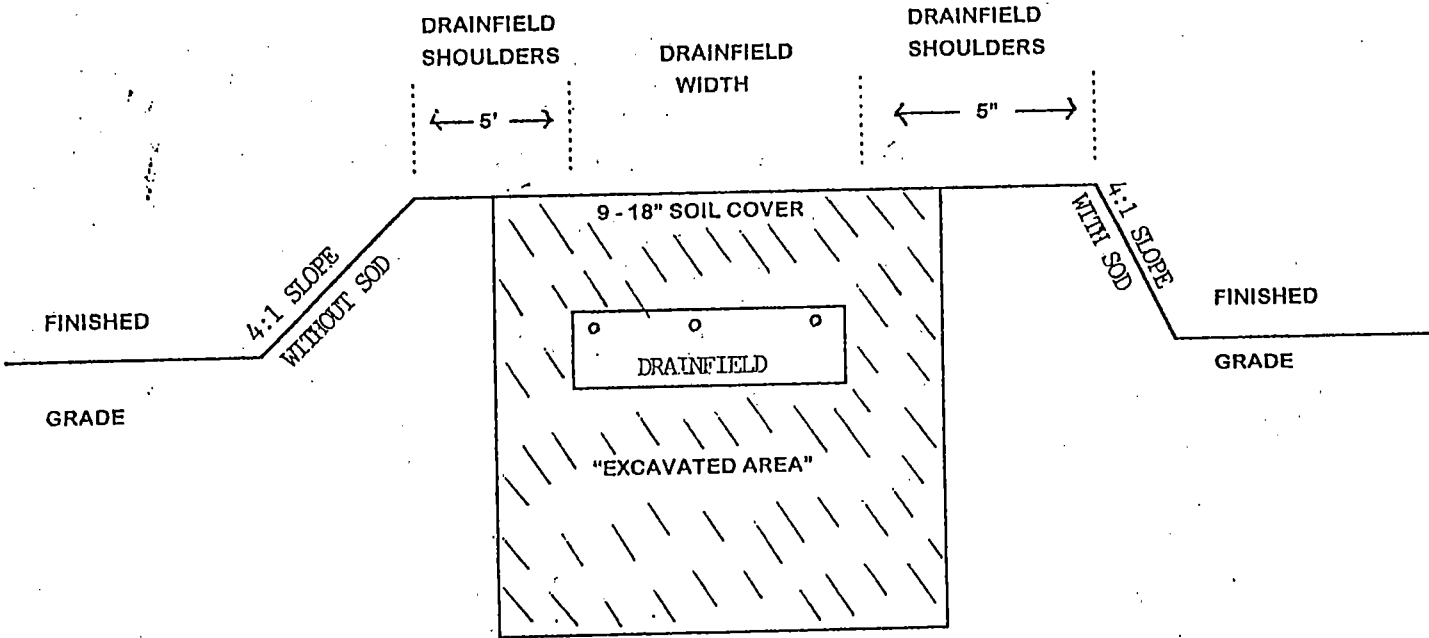 DRAINFIELD
SHOULDERS
DRAINFIELD
WIDTH
DRAINFIELD
SHOULDERS
5'
5"
9 - 18" SOIL COVER
4:1 SLOPE
WITHOUT SOD
4:1 SLOPE
WITH SOD
FINISHED
GRADE
FINISHED
GRADE
DRAINFIELD
"EXCAVATED AREA"